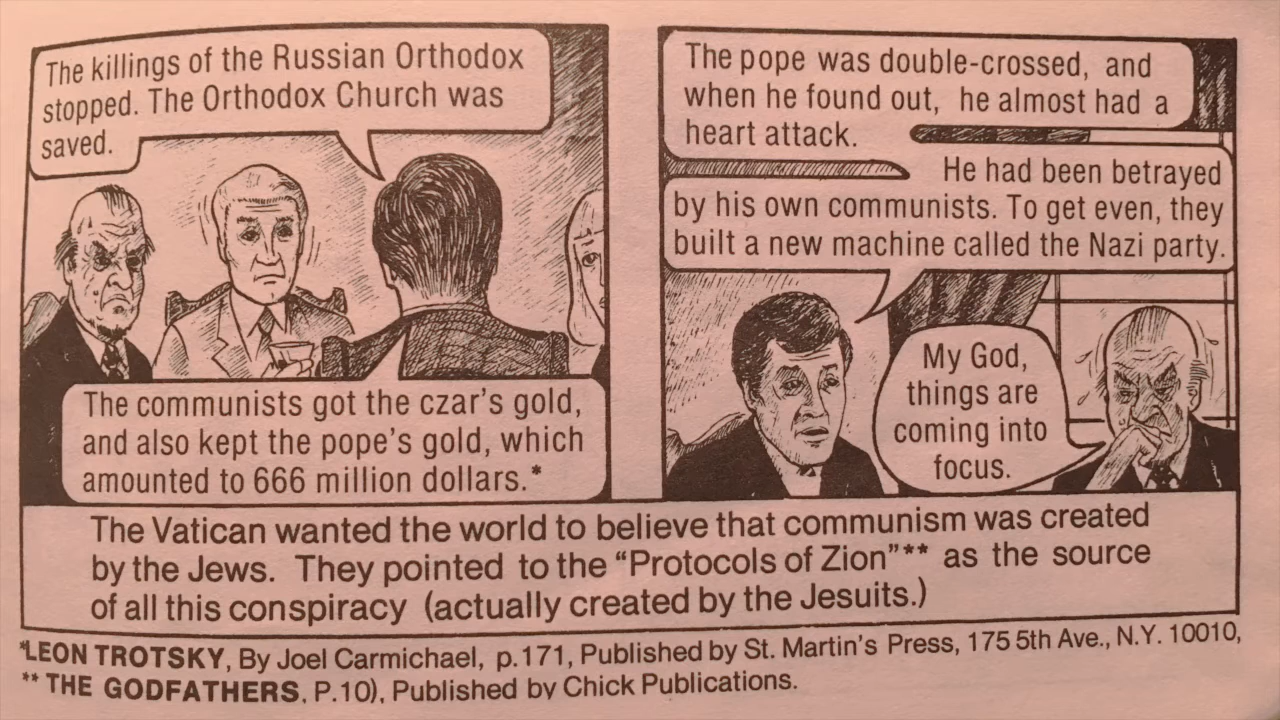 The killings of the Russian Orthodox
stopped. The Orthodox Church was
saved.
The communists got the czar's gold,
and also kept the pope's gold, which
amounted to 666 million dollars.*
The pope was double-crossed, and
when he found out, he almost had a
heart attack.
He had been betrayed
by his own communists. To get even, they
built a new machine called the Nazi party.
My God,
things are
coming into
focus.
The Vatican wanted the world to believe that communism was created
by the Jews. They pointed to the “Protocols of Zion”** as the source
of all this conspiracy (actually created by the Jesuits.)
*LEON TROTSKY, By Joel Carmichael, p.171, Published by St. Martin's Press, 175 5th Ave., N.Y. 10010,
** THE GODFATHERS, P.10), Published by Chick Publications.